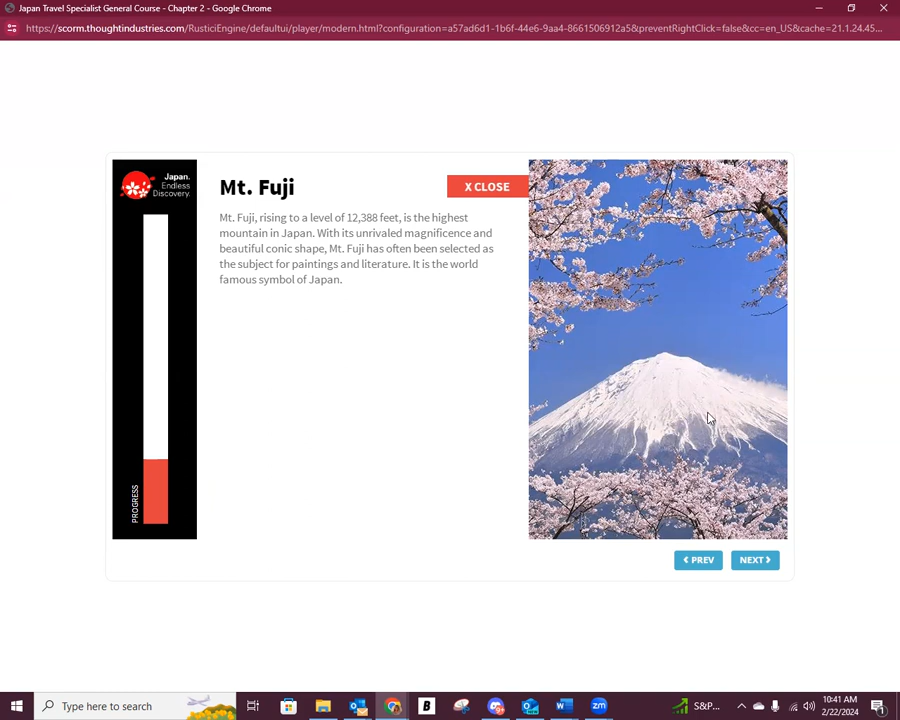 Japan Travel Specialist General Course - Chapter 2 - Google Chrome
https://scorm.thoughtindustries.com/RusticiEngine/defaultui/player/modern.html?configuration=a57ad6d1-1b6f-44e6-9aa4-8661506912a5&preventRightClick=false&cc=en_US&cache=21.1.24.45...
Japan.
Endless
Discovery.
PROGRESS
Mt. Fuji
X CLOSE
Mt. Fuji, rising to a level of 12,388 feet, is the highest
mountain in Japan. With its unrivaled magnificence and
beautiful conic shape, Mt. Fuji has often been selected as
the subject for paintings and literature. It is the world
famous symbol of Japan.
PREV
NEXT
Type here to search
B
W
zm
S&P...
10:41 AM
2/22/2024
1